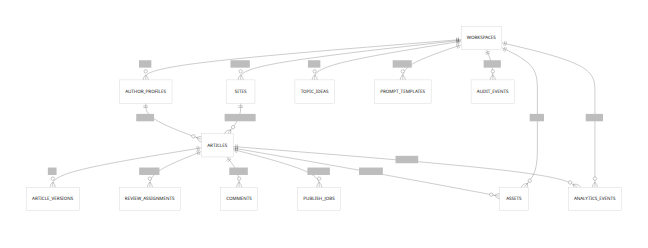 WORKSPACES
AUTHOR_PROFILES
SITES
TOPIC_IDEAS
PROMPT_TEMPLATES
AUDIT_EVENTS
ARTICLES
ARTICLE_VERSIONS
REVIEW_ASSIGNMENTS
COMMENTS
PUBLISH_JOBS
ASSETS
ANALYTICS_EVENTS